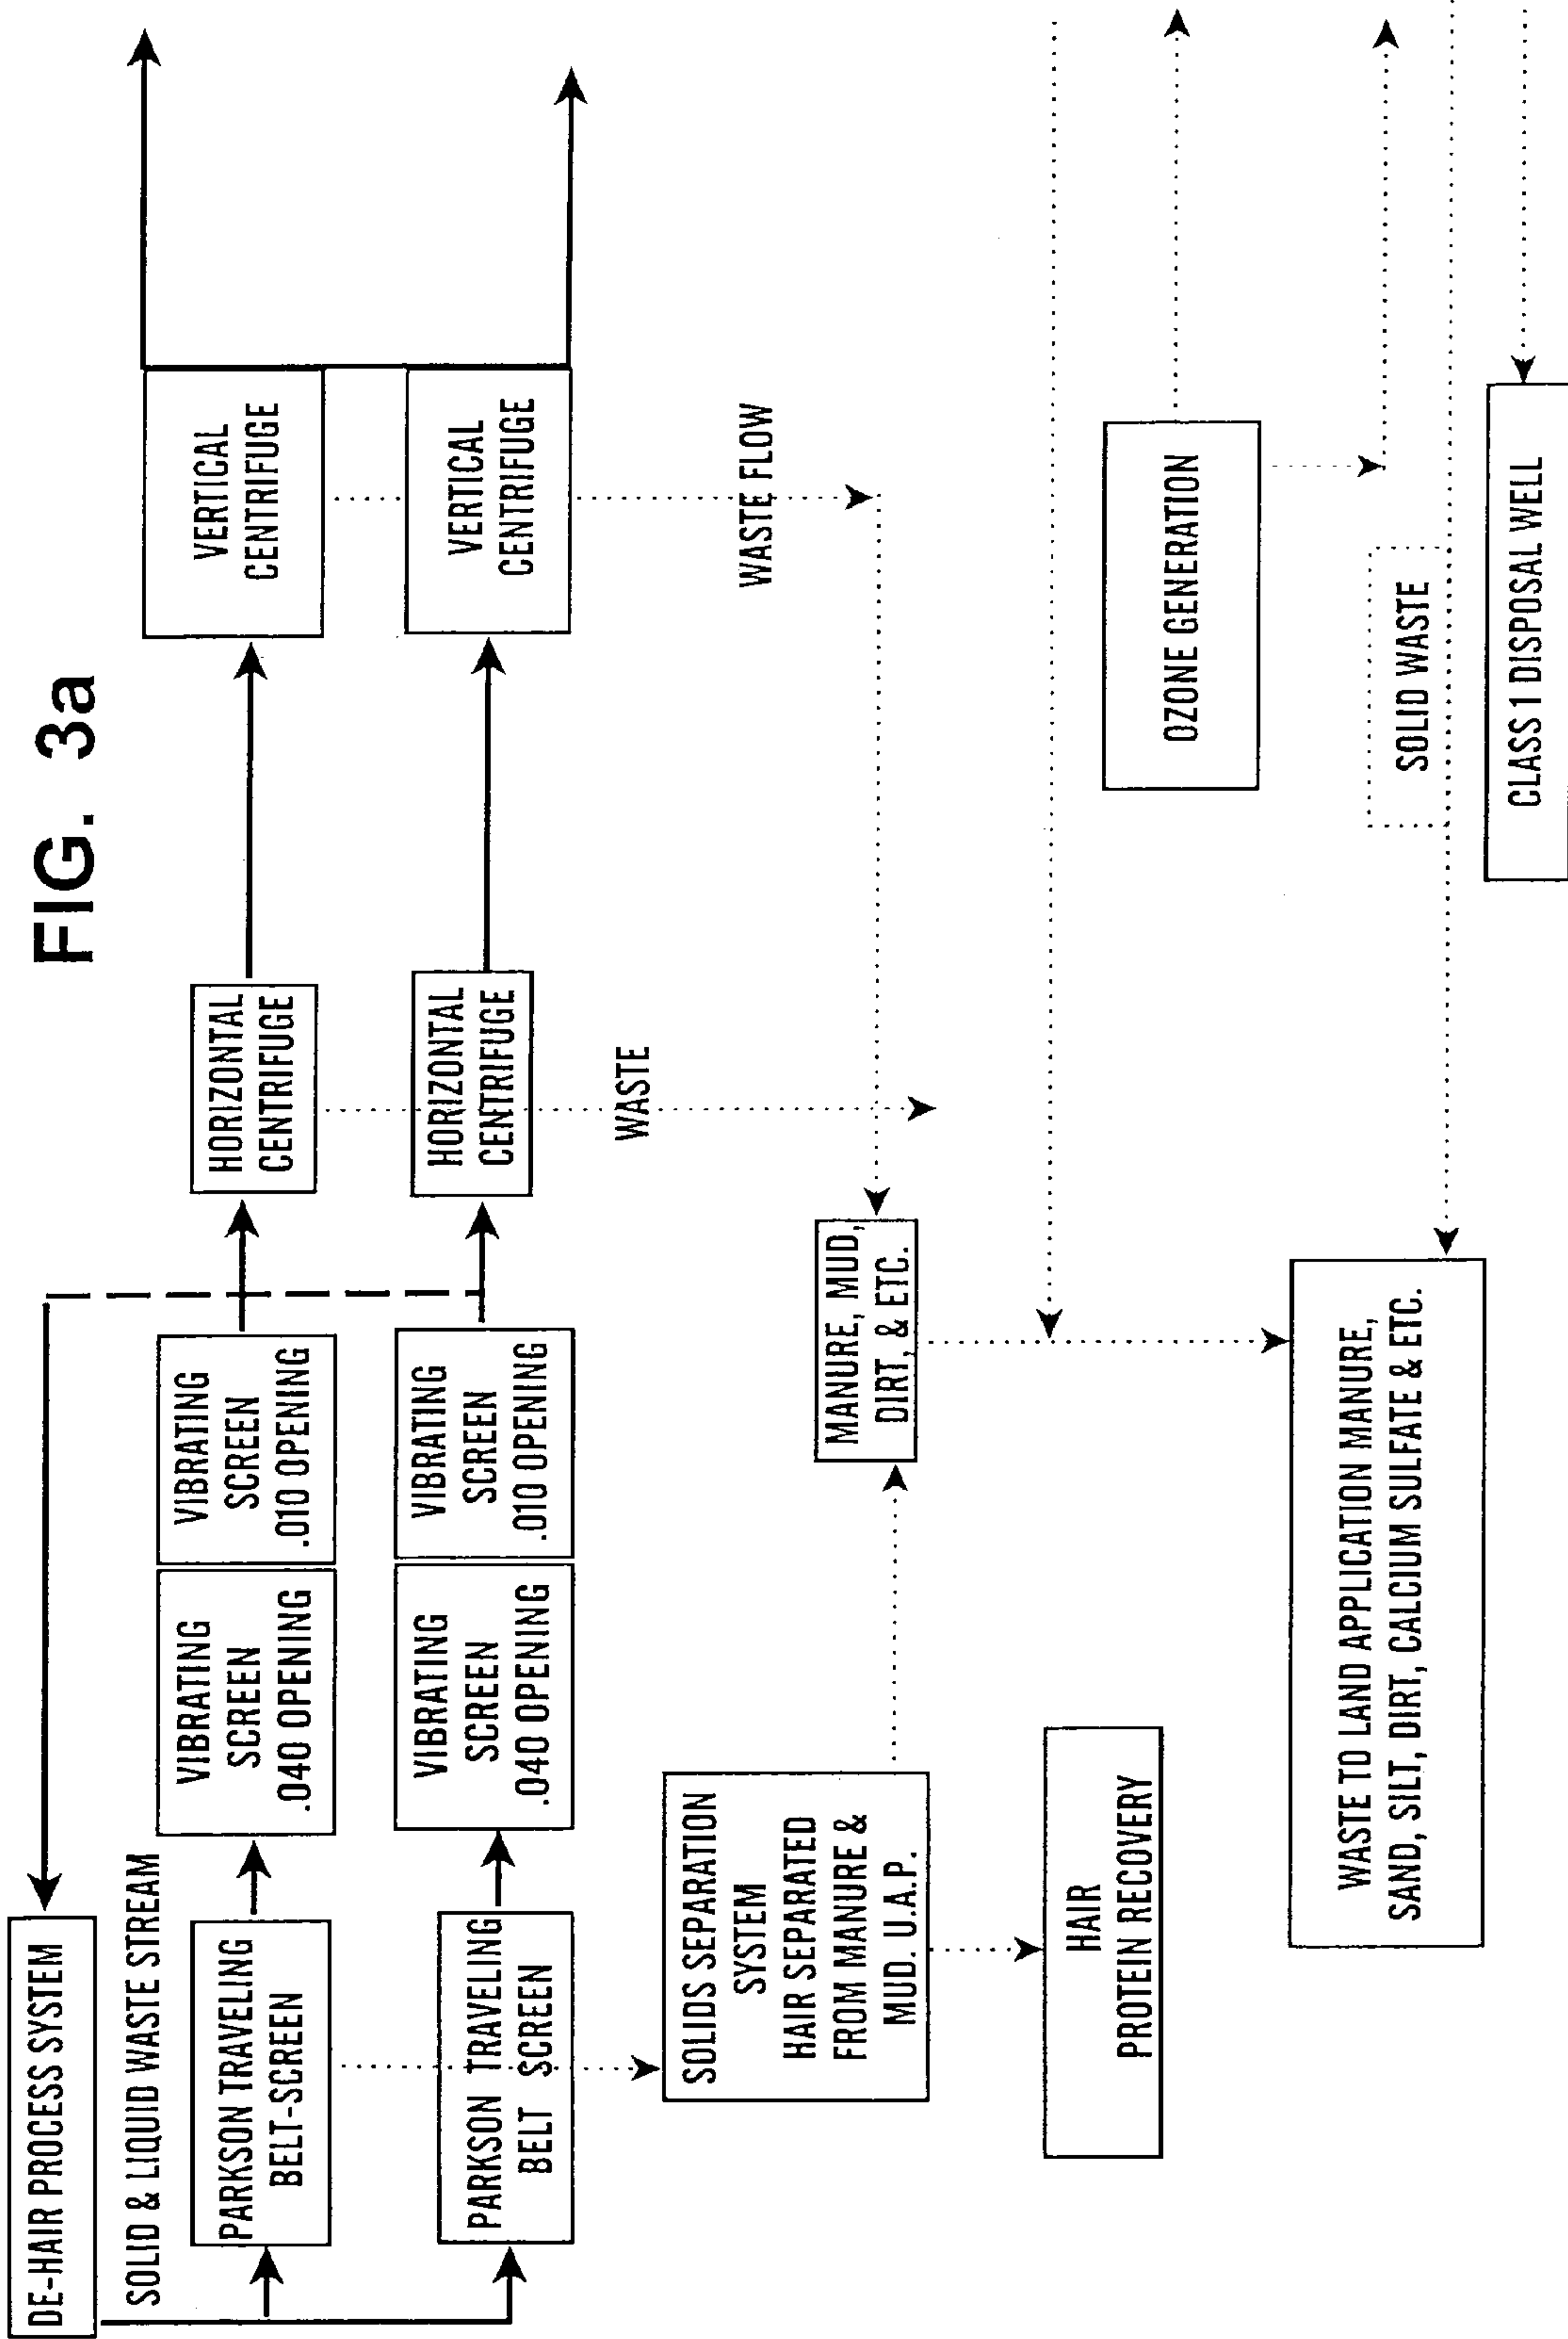 FIG. 3a
DE-HAIR PROCESS SYSTEM
SOLID & LIQUID WASTE STREAM
PARKSON TRAVELING
BELT-SCREEN
VIBRATING
SCREEN
.040 OPENING
VIBRATING
SCREEN
.010 OPENING
HORIZONTAL
CENTRIFUGE
VERTICAL
CENTRIFUGE
PARKSON TRAVELING
BELT SCREEN
VIBRATING
SCREEN
.040 OPENING
VIBRATING
SCREEN
.010 OPENING
HORIZONTAL
CENTRIFUGE
VERTICAL
CENTRIFUGE
WASTE
WASTE FLOW
SOLIDS SEPARATION
SYSTEM
HAIR SEPARATED
FROM MANURE &
MUD. U.A.P.
MANURE, MUD,
DIRT, & ETC.
HAIR
PROTEIN RECOVERY
OZONE GENERATION
WASTE TO LAND APPLICATION MANURE,
SAND, SILT, DIRT, CALCIUM SULFATE & ETC.
SOLID WASTE
CLASS 1 DISPOSAL WELL